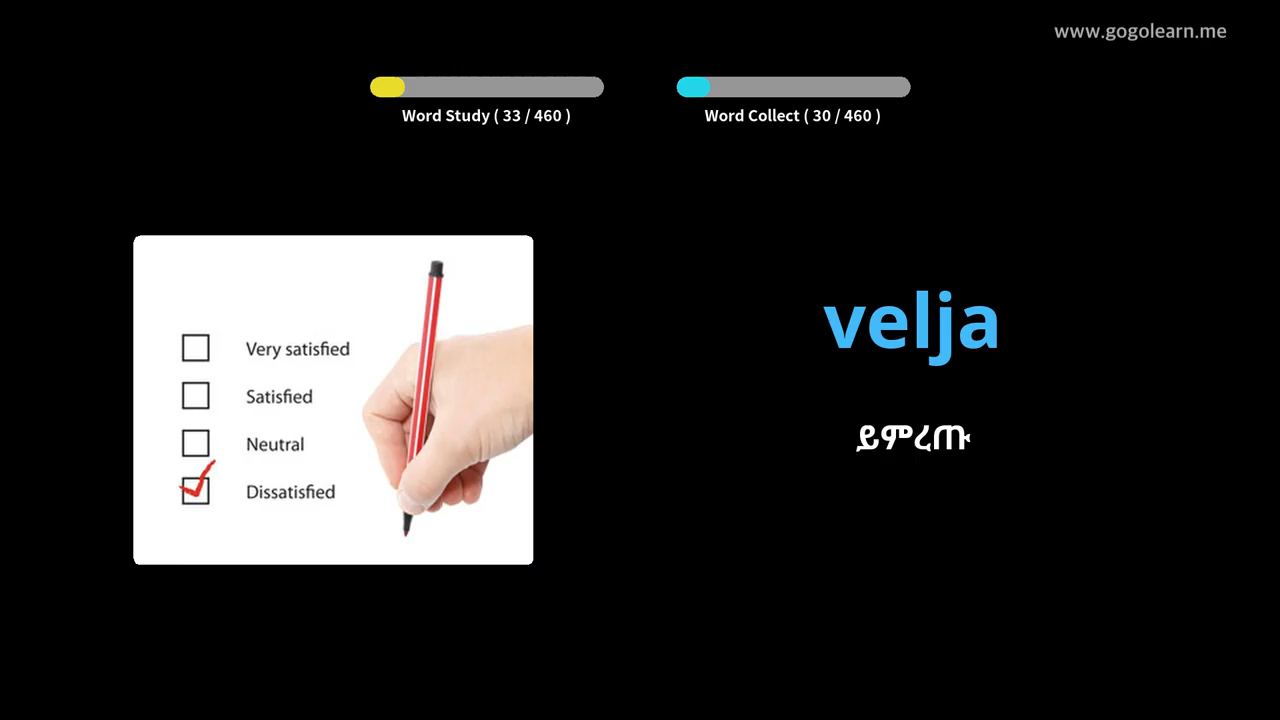 www.gogolearn.me
Word Study ( 33 / 460 )
Word Collect ( 30 / 460 )
Very satisfied
Satisfied
Neutral
Dissatisfied
velja
ይምረጡ